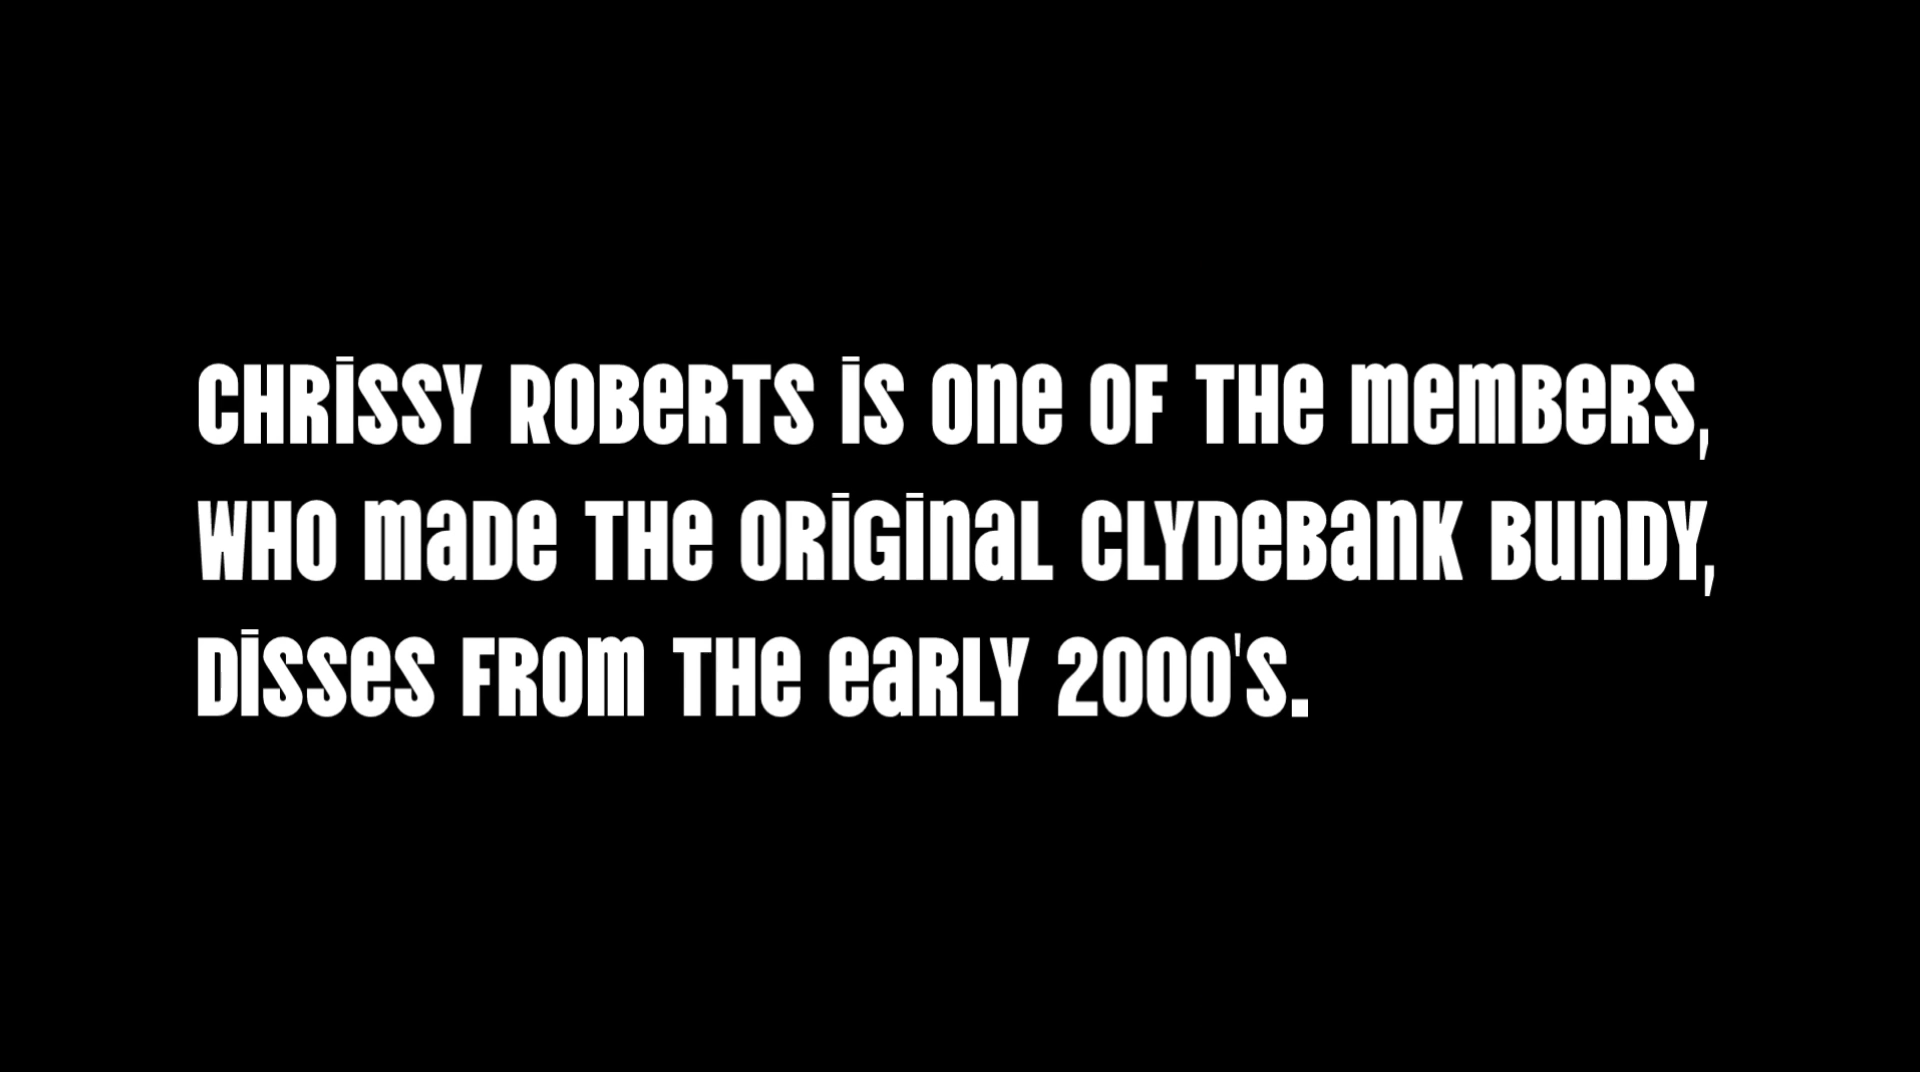 CHRISSY ROBERTS IS ONE OF THE MEMBERS,
WHO MADE THE ORIGINAL CLYDEBANK BUNDY,
DISSES FROM THE EARLY 2000'S.